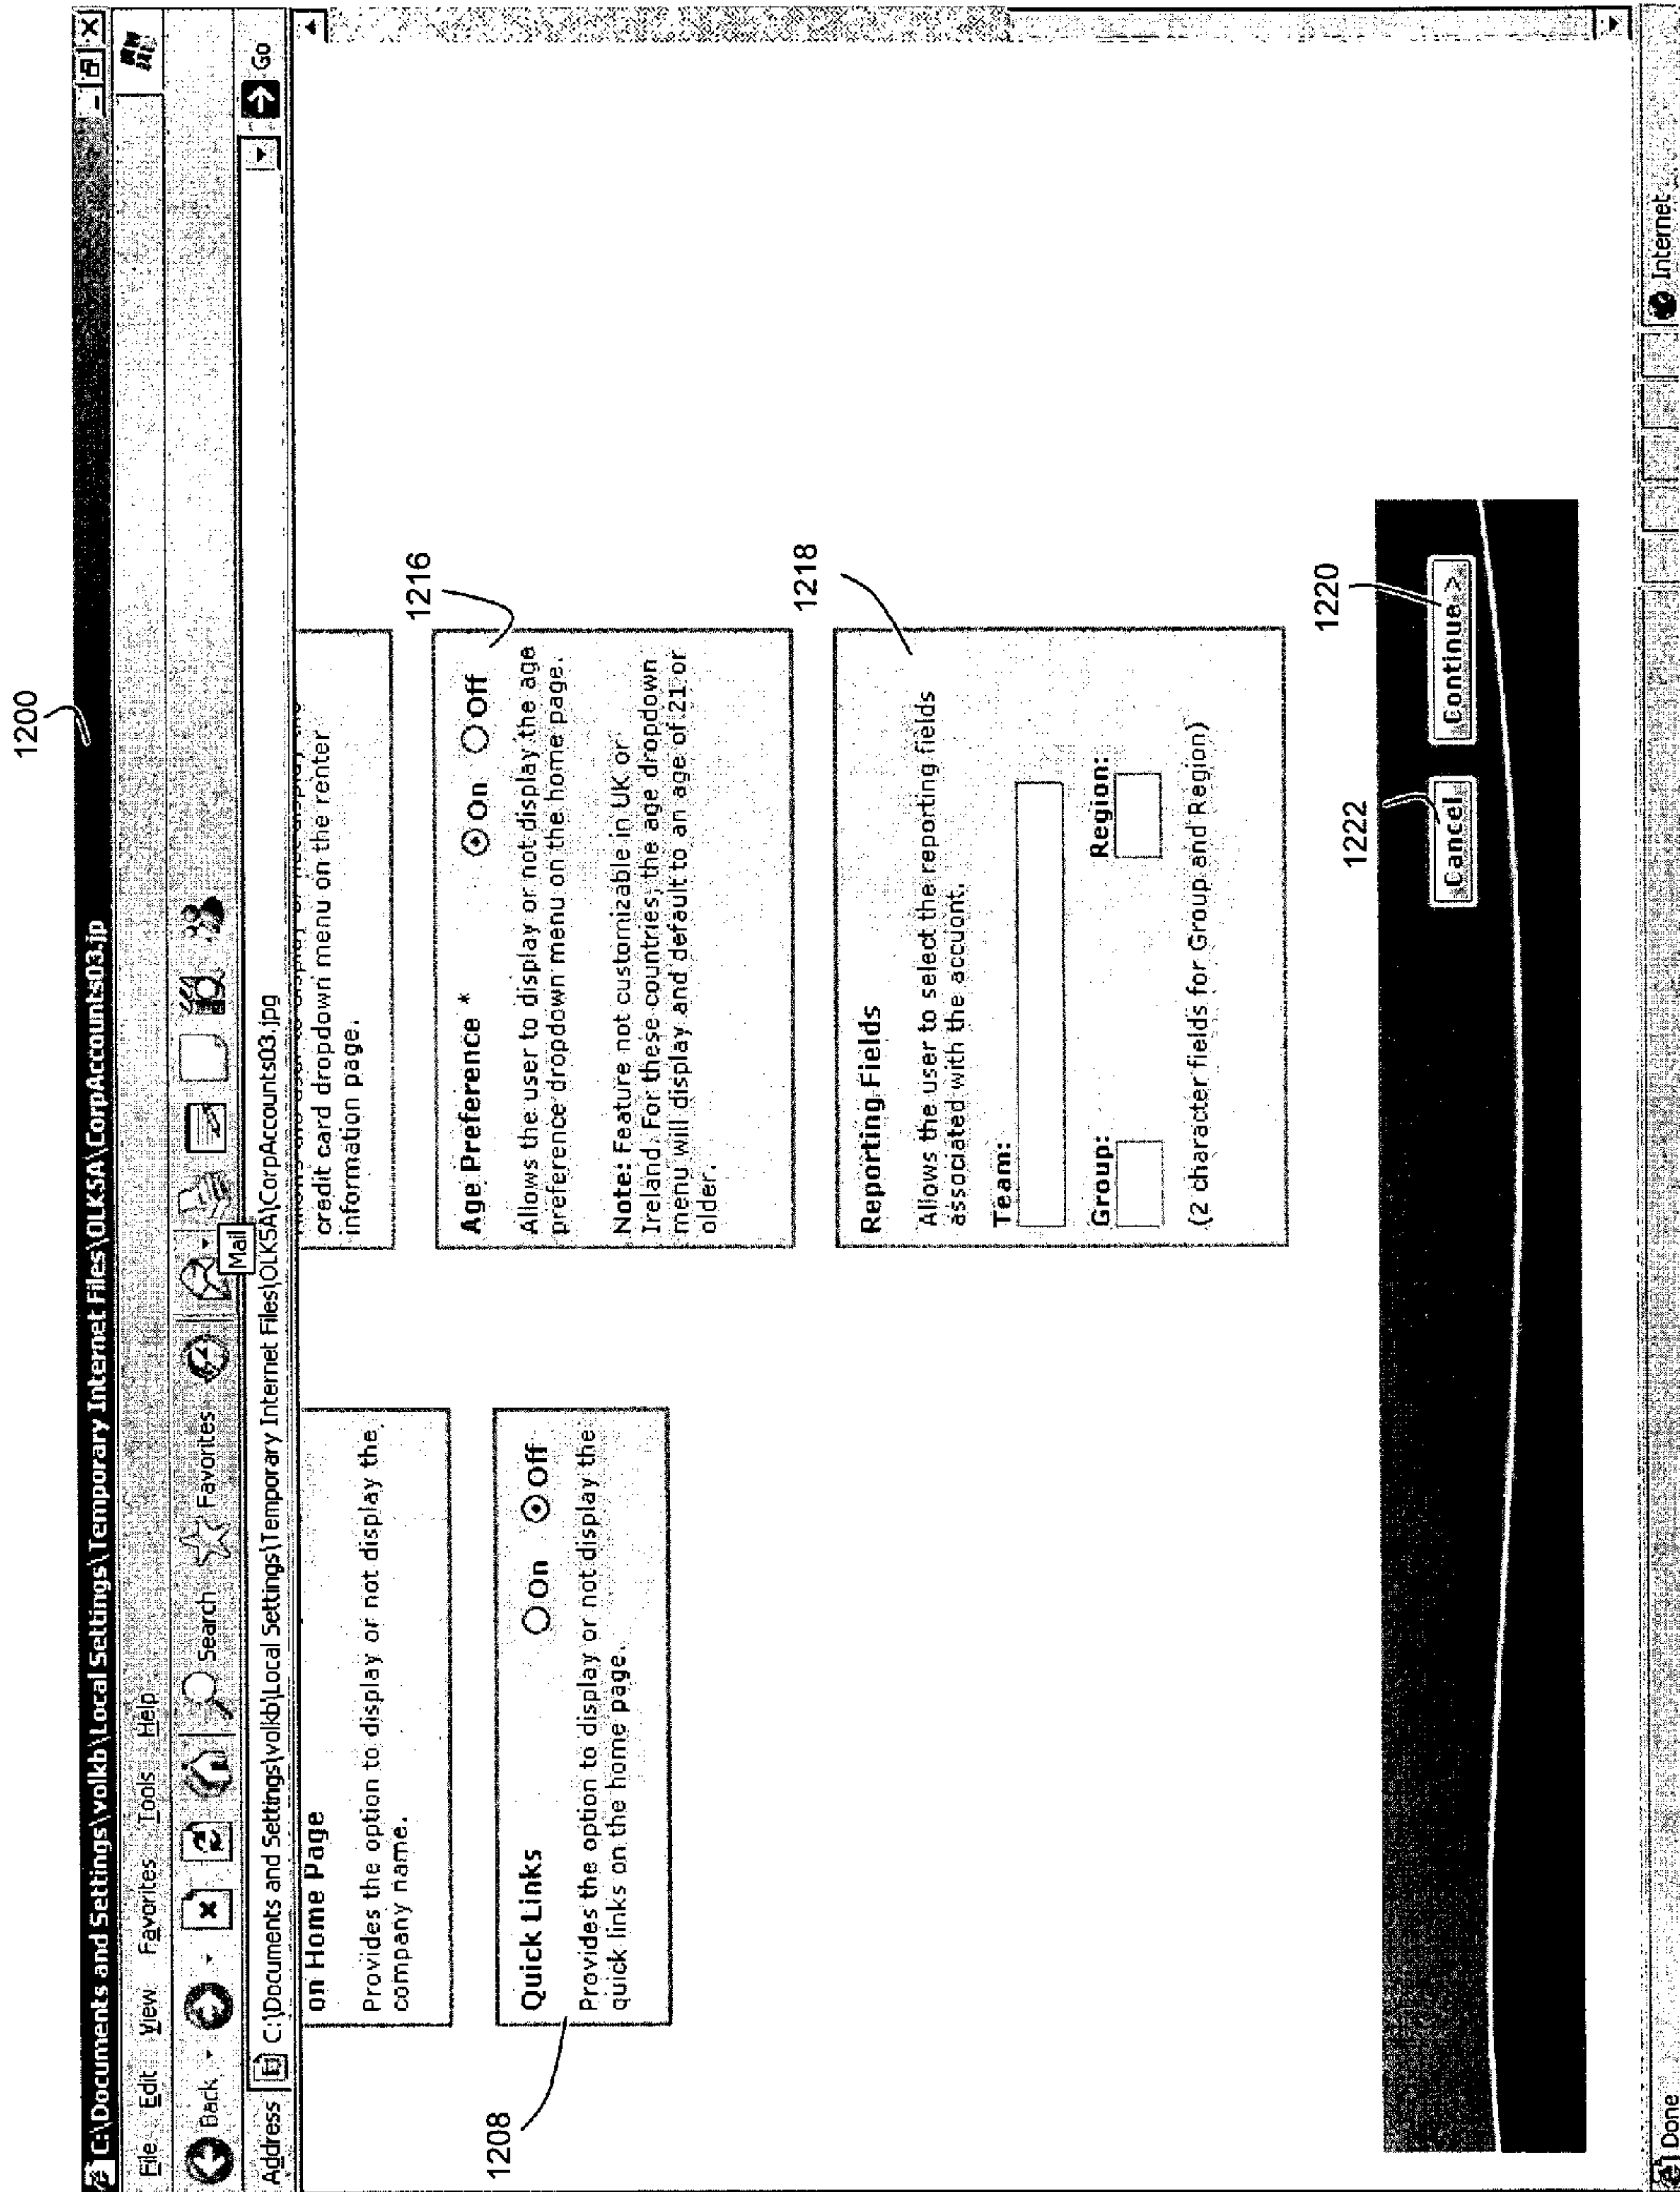 1200
C:\Documents and Settings\volkb\Local Settings\Temporary Internet Files\OLK5A\CorpAccounts03.jp
File Edit View Favorites Tools Help
Back Search Favorites
Mail
Address C:\Documents and Settings\volkb\Local Settings\Temporary Internet Files\OLK5A\CorpAccounts03.jpg Go
on Home Page
Provides the option to display or not display the
company name.
1208
Quick Links On Off
Provides the option to display or not display the
quick links on the home page.
credit card dropdown menu on the renter
information page.
1216
Age Preference * On Off
Allows the user to display or not display the age
preference dropdown menu on the home page.
Note: Feature not customizable in UK or
Ireland. For these countries, the age dropdown
menu will display and default to an age of 21 or
older.
1218
Reporting Fields
Allows the user to select the reporting fields
associated with the accuont.
Team:
Group: Region:
(2 character fields for Group and Region)
1222 1220
Cancel Continue >
Done Internet